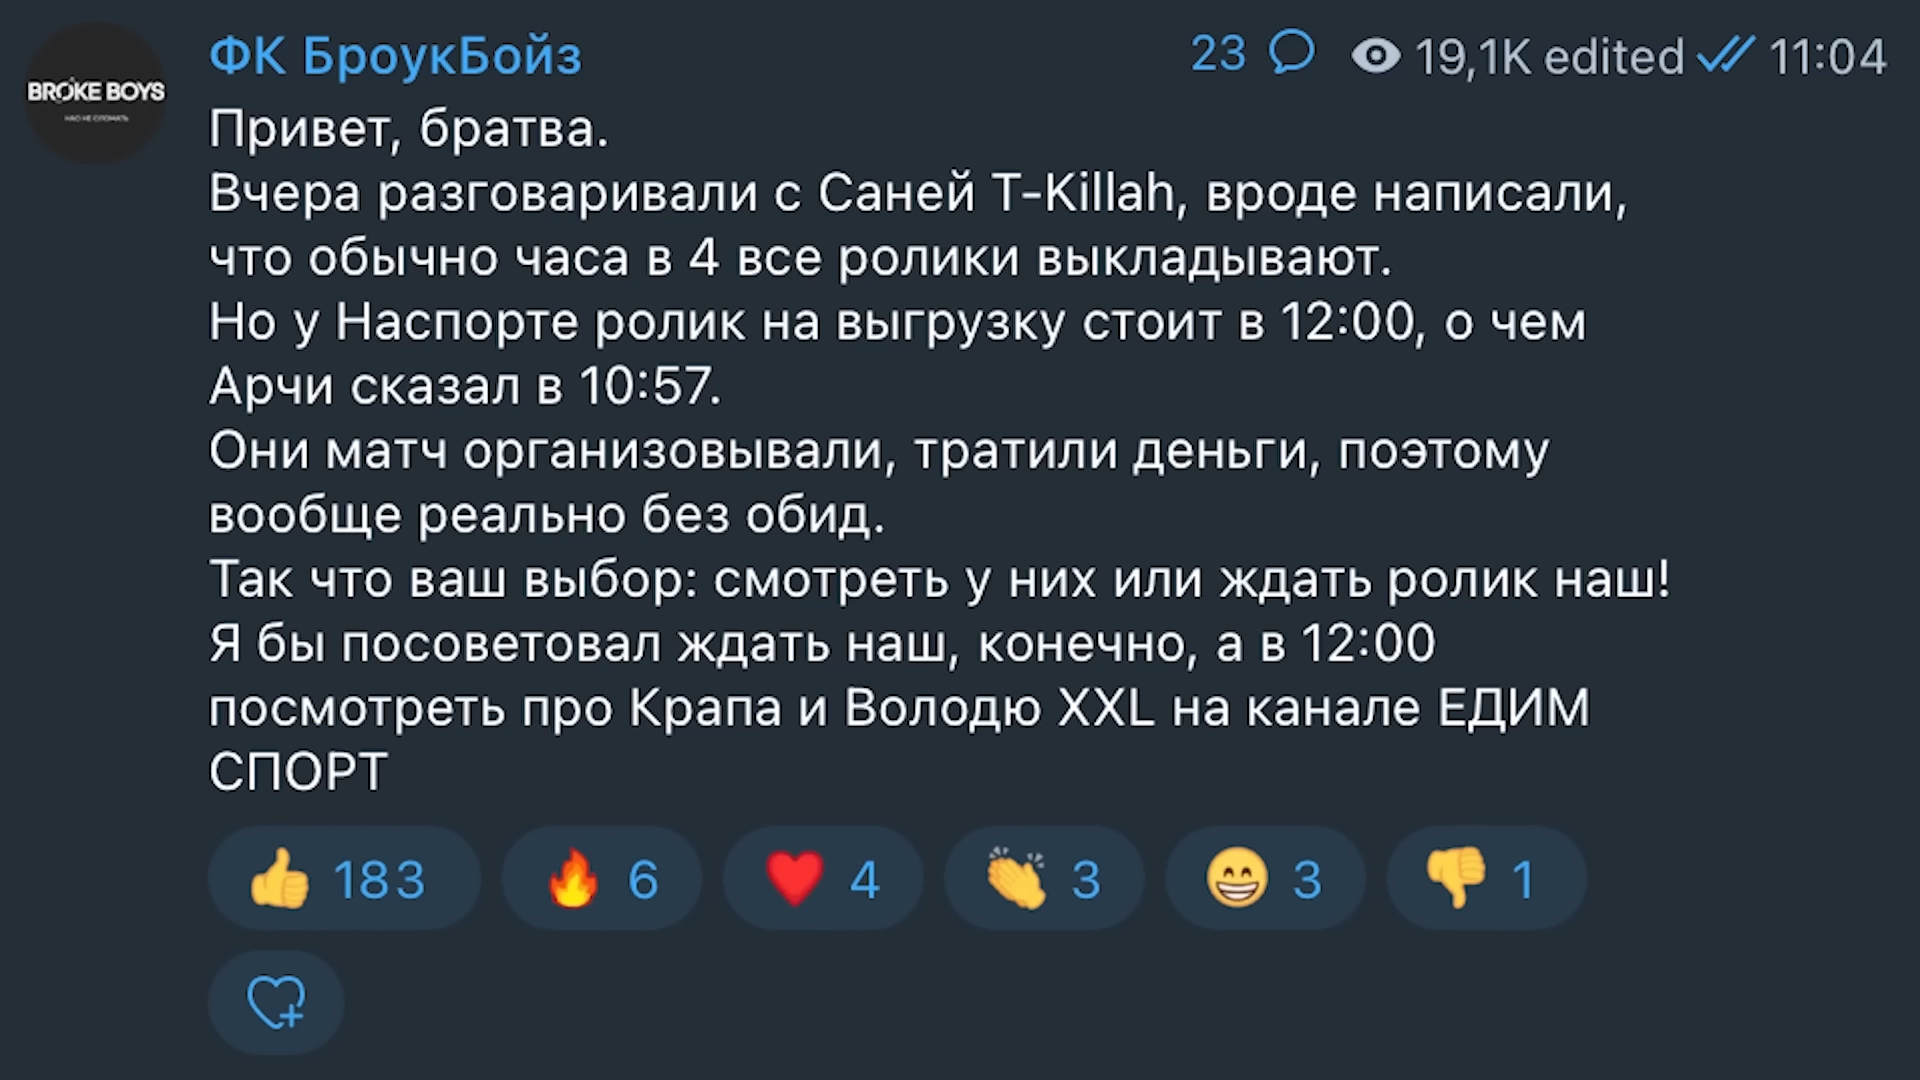 ФК БроукБойз
23 19,1K edited 11:04
BROKE BOYS
НАС НЕ СЛОМАТЬ
Привет, братва.
Вчера разговаривали с Саней T-Killah, вроде написали,
что обычно часа в 4 все ролики выкладывают.
Но у Наспорте ролик на выгрузку стоит в 12:00, о чем
Арчи сказал в 10:57.
Они матч организовывали, тратили деньги, поэтому
вообще реально без обид.
Так что ваш выбор: смотреть у них или ждать ролик наш!
Я бы посоветовал ждать наш, конечно, а в 12:00
посмотреть про Крапа и Володю XXL на канале ЕДИМ
СПОРТ
183 6 4 3 3 1